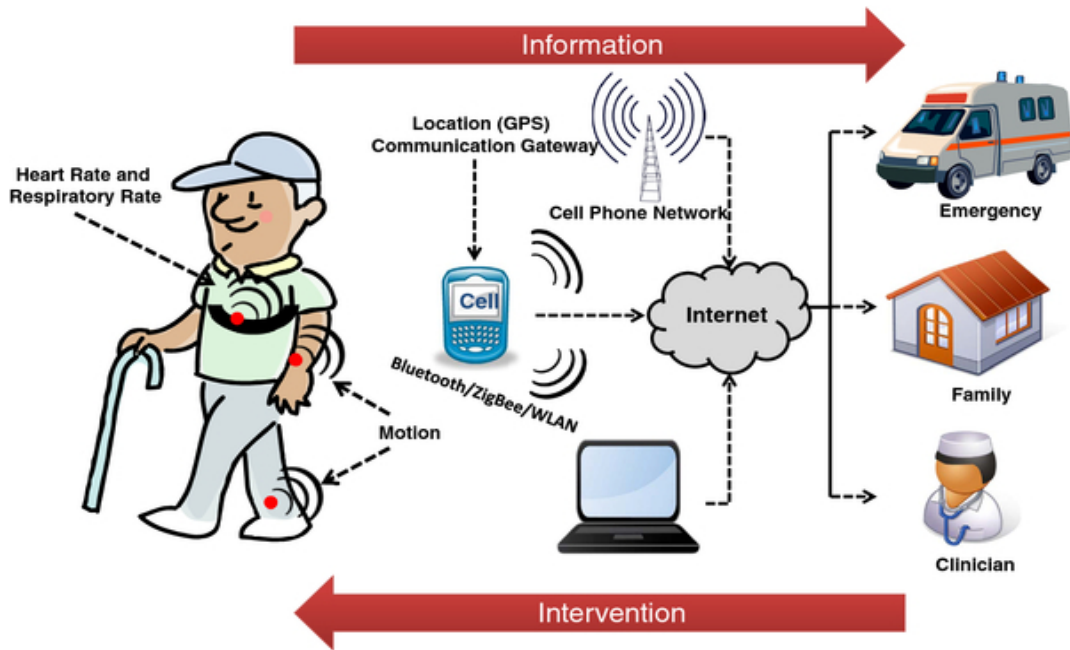 Information
Location (GPS)
Communication Gateway
Heart Rate and
Respiratory Rate
Cell Phone Network
Emergency
Cell
Internet
Bluetooth/ZigBee/WLAN
Family
Motion
Clinician
Intervention